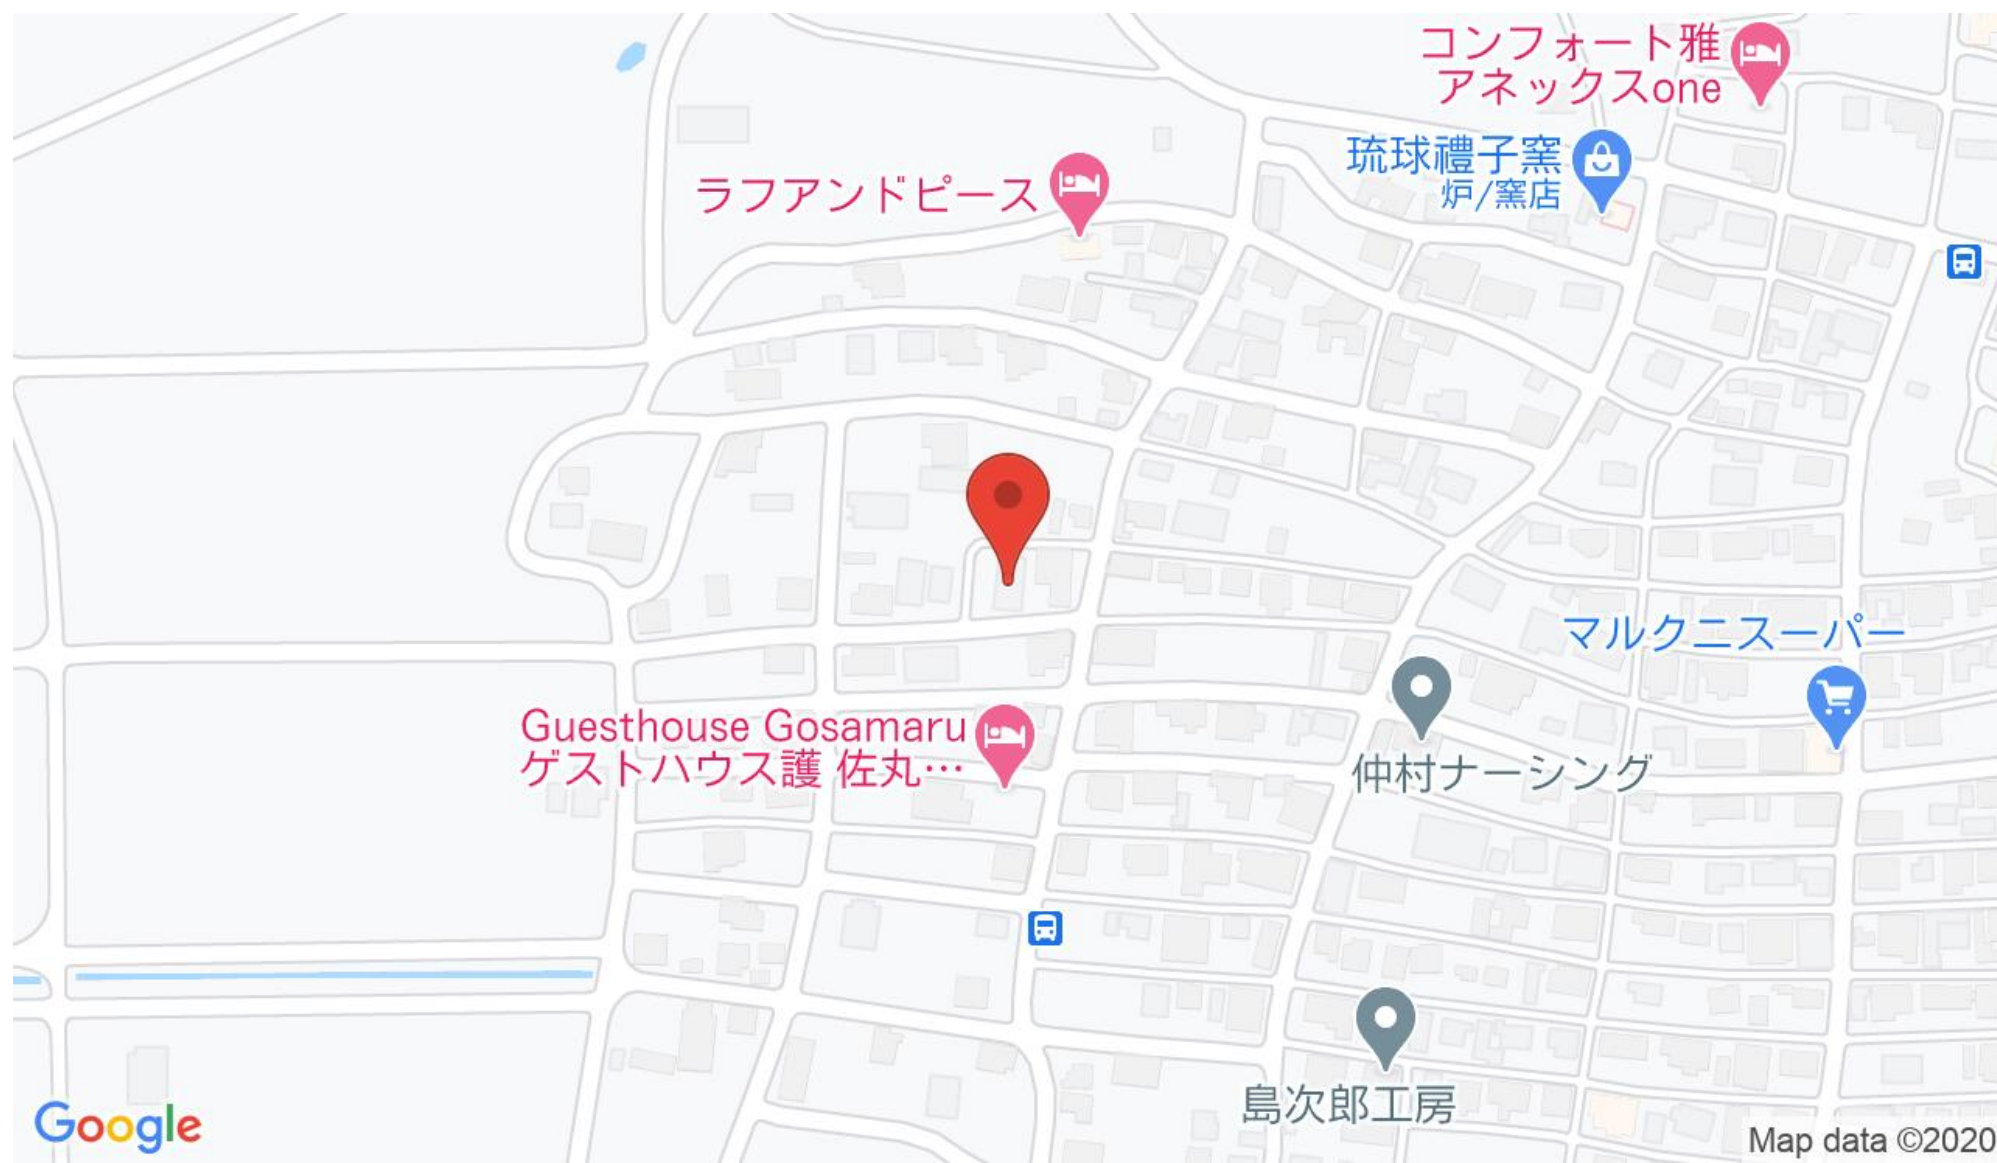 コンフォート雅
アネックスone
琉球禮子窯
炉/窯店
ラフアンドピース
マルクニスーパー
Guesthouse Gosamaru
ゲストハウス護 佐丸…
仲村ナーシング
島次郎工房
Google
Map data ©2020